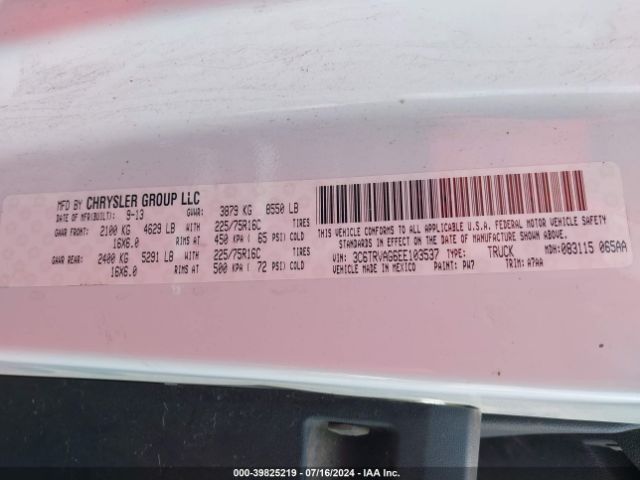 MFD BY CHRYSLER GROUP LLC
DATE OF MFR(BUILT): 9-13 GVWR: 3879 KG 8550 LB
GAWR FRONT: 2100 KG 4629 LB WITH 225/75R16C TIRES
16X6.0 RIMS AT 450 KPA ( 65 PSI) COLD
GAWR REAR: 2400 KG 5291 LB WITH 225/75R16C TIRES
16X6.0 RIMS AT 500 KPA ( 72 PSI) COLD
THIS VEHICLE CONFORMS TO ALL APPLICABLE U.S.A. FEDERAL MOTOR VEHICLE SAFETY
STANDARDS IN EFFECT ON THE DATE OF MANUFACTURE SHOWN ABOVE.
VIN: 3C6TRVAG6EE103537 TYPE: TRUCK MDH: 083115 065AA
MADE IN MEXICO PAINT: PW7 TRIM: A7AA
000-39825219 - 07/16/2024 - IAA Inc.